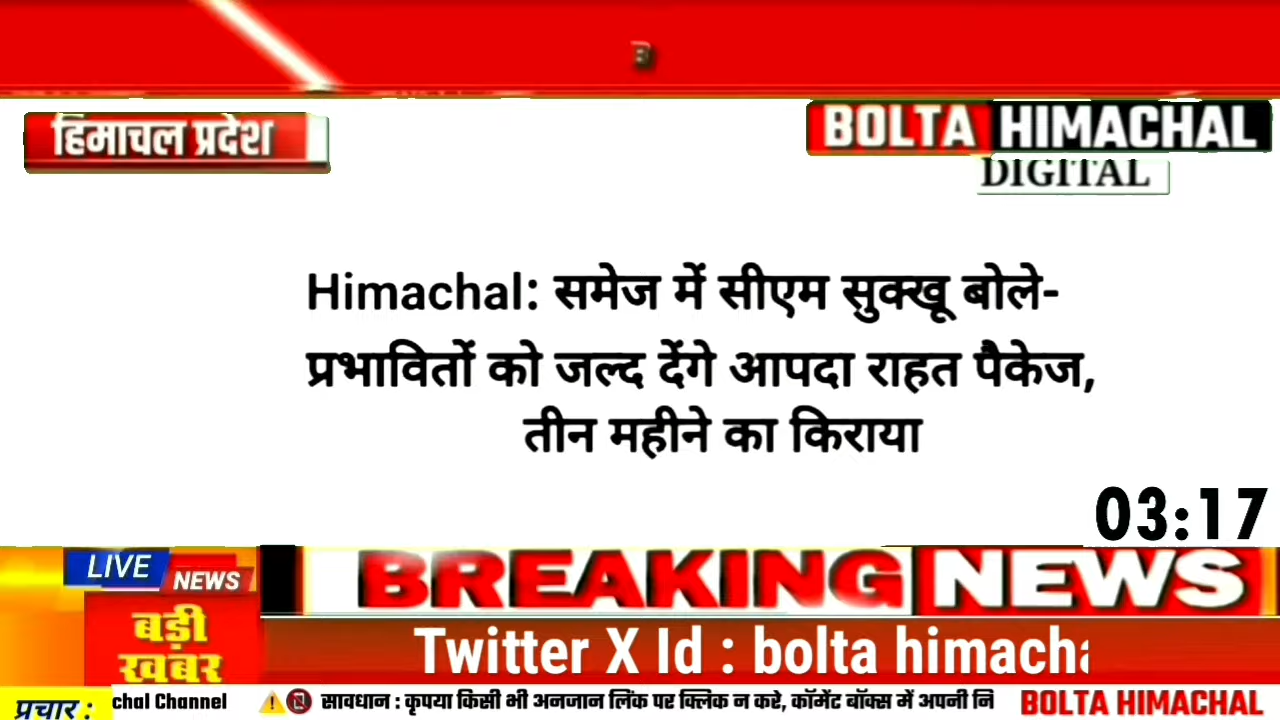 हिमाचल प्रदेश
BOLTA HIMACHAL
DIGITAL
Himachal: समेज में सीएम सुक्खू बोले-
प्रभावितों को जल्द देंगे आपदा राहत पैकेज,
तीन महीने का किराया
03:17
LIVE NEWS
BREAKING NEWS
बड़ी
खबर
Twitter X Id : bolta himacha
प्रचार : chal Channel सावधान : कृपया किसी भी अनजान लिंक पर क्लिक न करे, कॉमेंट बॉक्स में अपनी नि BOLTA HIMACHAL